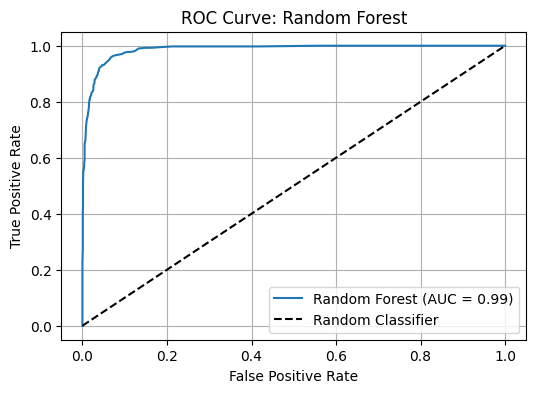 ROC Curve: Random Forest
True Positive Rate
1.0
0.8
0.6
0.4
0.2
0.0
0.0 0.2 0.4 0.6 0.8 1.0
False Positive Rate
Random Forest (AUC = 0.99)
Random Classifier